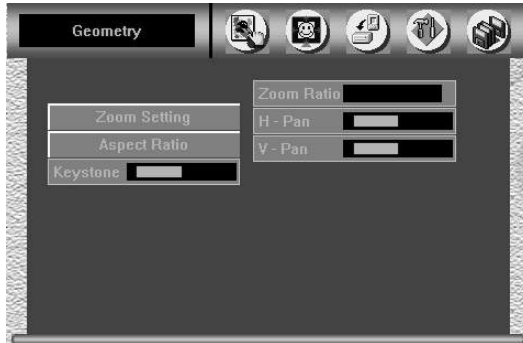 Geometry
Zoom Setting
Aspect Ratio
Keystone
Zoom Ratio
H - Pan
V - Pan